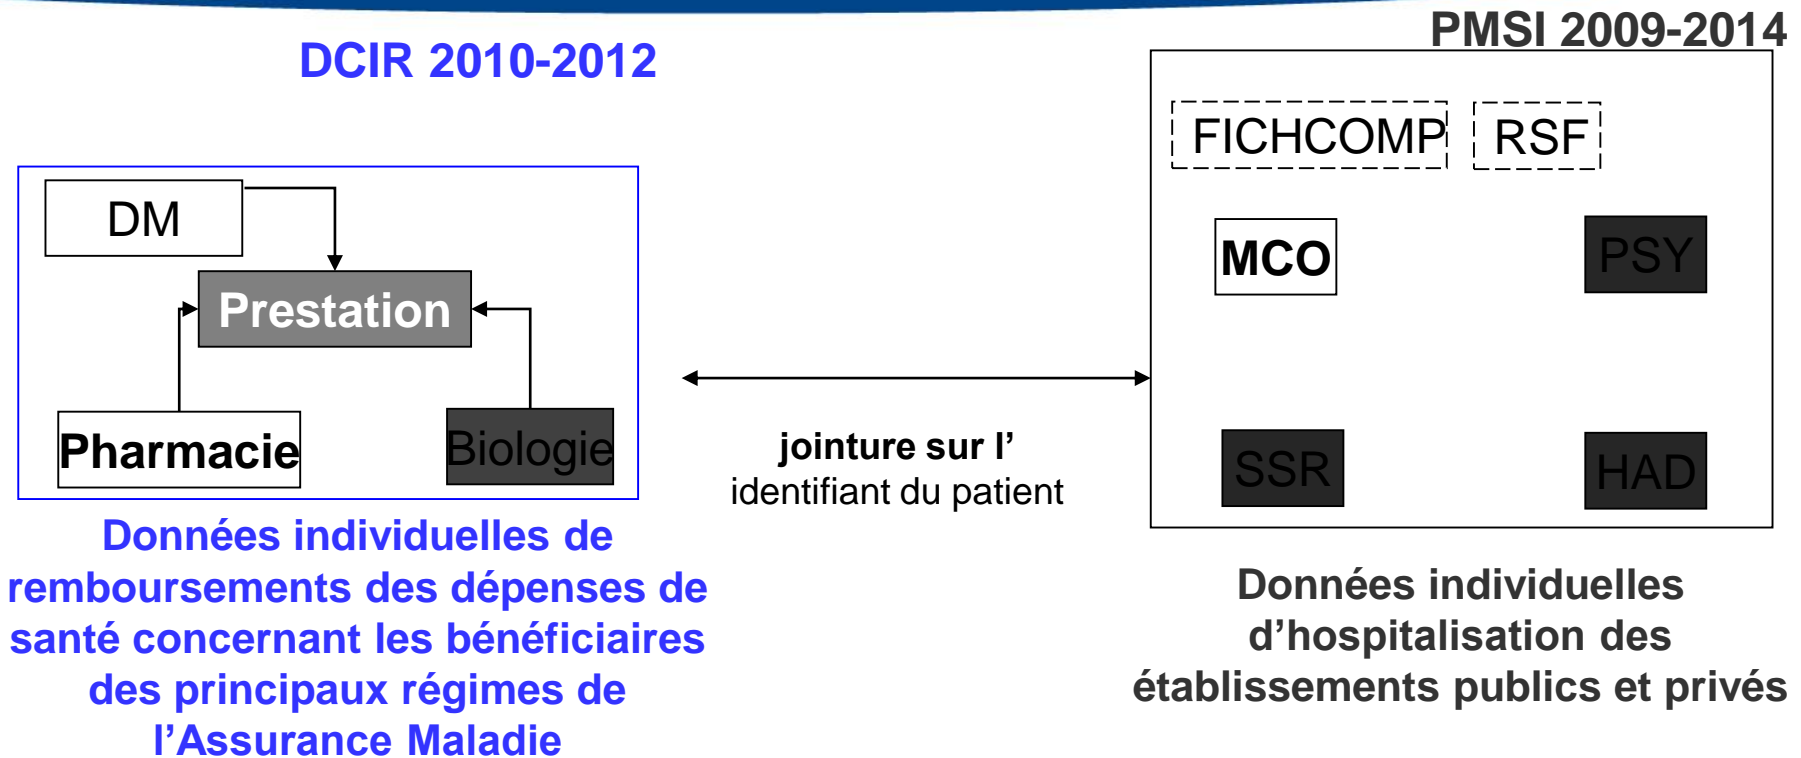 PMSI 2009-2014
DCIR 2010-2012
FICHCOMP
RSF
DM
MCO
PSY
Prestation
Pharmacie
Biologie
jointure sur l’
identifiant du patient
SSR
HAD
Données individuelles de
remboursements des dépenses de
santé concernant les bénéficiaires
des principaux régimes de
l’Assurance Maladie
Données individuelles
d’hospitalisation des
établissements publics et privés